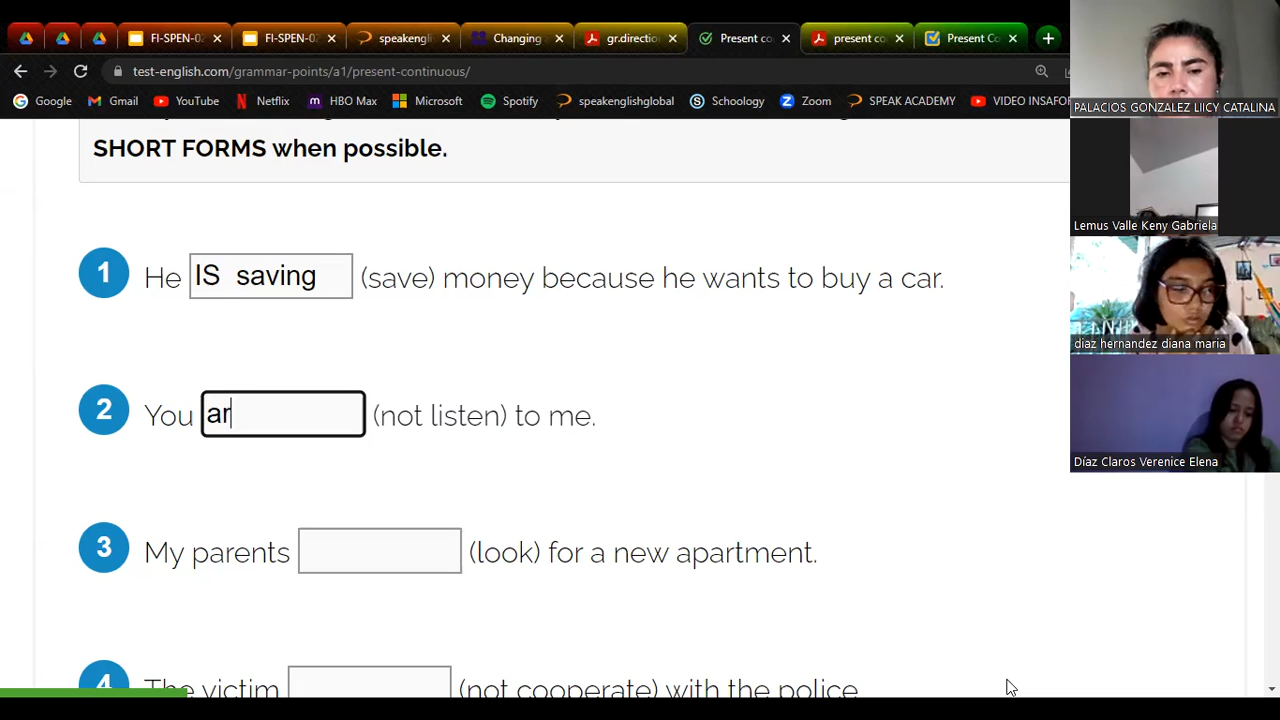 FI-SPEN-02
FI-SPEN-02
speakengli
Changing
gr.directio
Present co
present co
Present Co
test-english.com/grammar-points/a1/present-continuous/
Google Gmail YouTube Netflix HBO Max Microsoft Spotify speakenglishglobal Schoology Zoom SPEAK ACADEMY VIDEO INSAFOR
SHORT FORMS when possible.
1 He IS saving (save) money because he wants to buy a car.
2 You ar (not listen) to me.
3 My parents (look) for a new apartment.
4 The victim (not cooperate) with the police
PALACIOS GONZALEZ LIICY CATALINA
Lemus Valle Keny Gabriela
diaz hernandez diana maria
Díaz Claros Verenice Elena